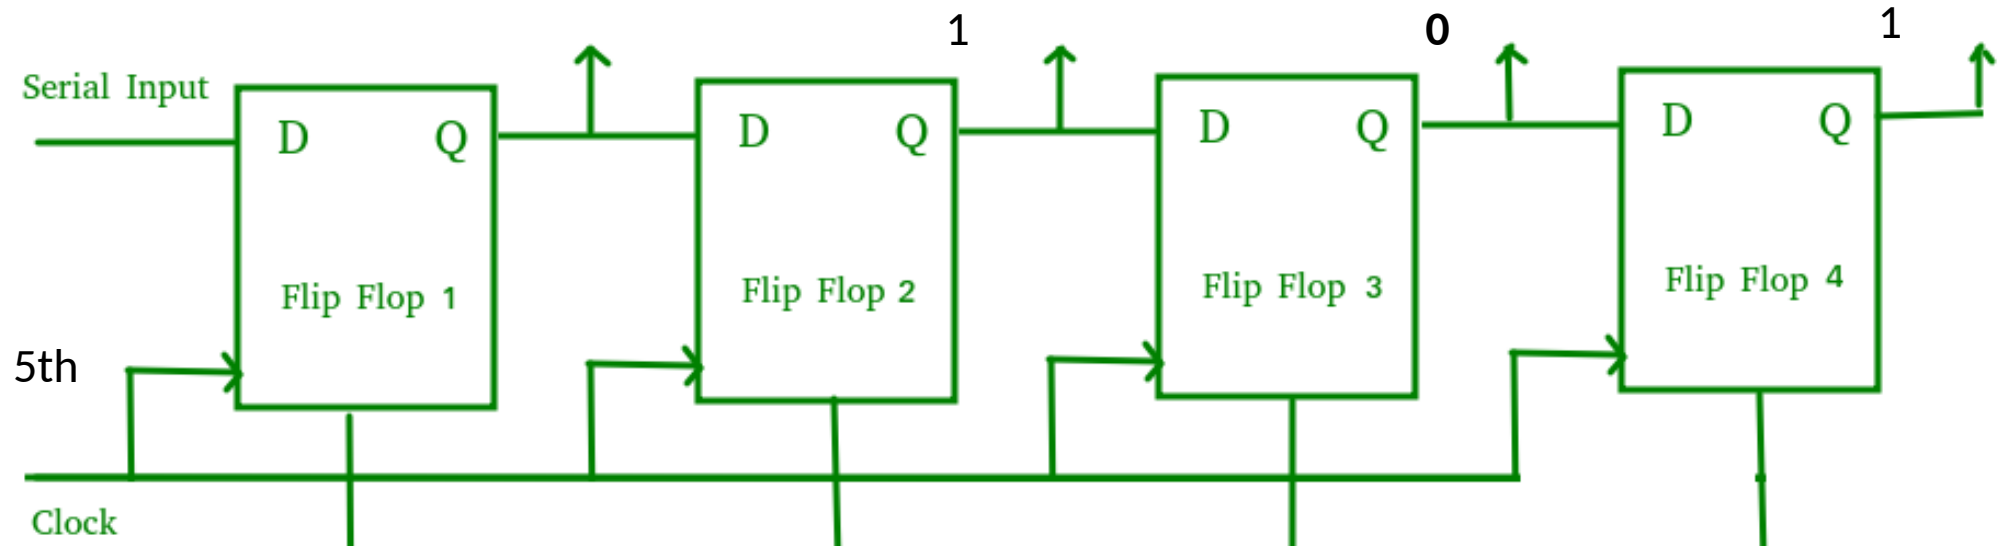 1 0 1
Serial Input
D Q D Q D Q D Q
Flip Flop 1 Flip Flop 2 Flip Flop 3 Flip Flop 4
5th
Clock